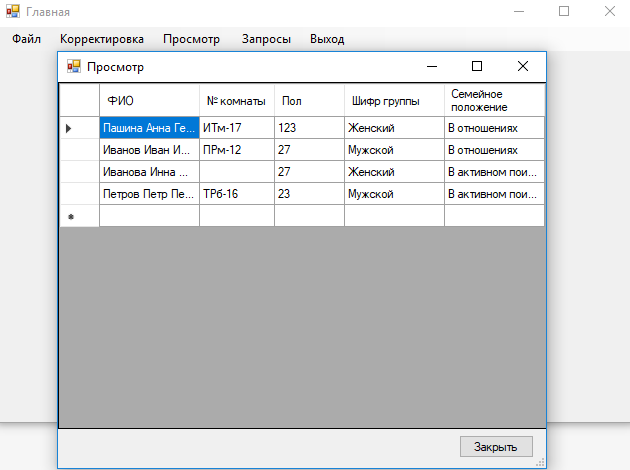 Главная
Файл Корректировка Просмотр Запросы Выход
Просмотр
ФИО № комнаты Пол Шифр группы Семейное положение
Пашина Анна Ге... ИТм-17 123 Женский В отношениях
Иванов Иван И... ПРм-12 27 Мужской В отношениях
Иванова Инна ... 27 Женский В активном пои...
Петров Петр Пе... ТРб-16 23 Мужской В активном пои...
Закрыть